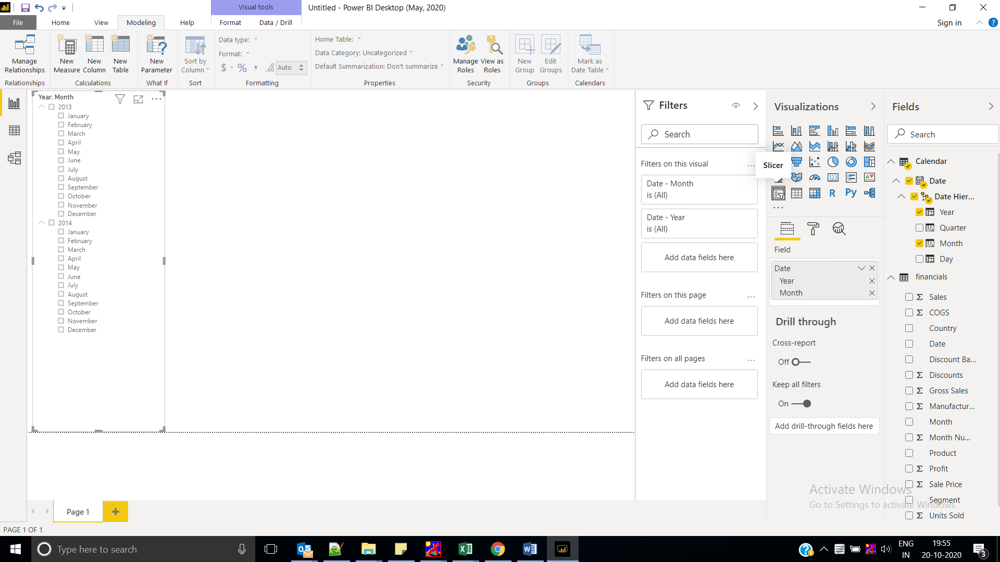 Visual tools
Untitled - Power BI Desktop (May, 2020)
File
Home
View
Modeling
Help
Format
Data / Drill
Sign in
?
Manage
Relationships
New
Measure
New
Column
New
Table
New
Parameter
Sort by
Column
Data type:
Format:
$ % , .00 Auto
Home Table:
Data Category: Uncategorized
Default Summarization: Don't summarize
Manage
Roles
View as
Roles
New
Group
Edit
Groups
Mark as
Date Table
Relationships
Calculations
What If
Sort
Formatting
Properties
Security
Groups
Calendars
Year, Month
2013
January
February
March
April
May
June
July
August
September
October
November
December
2014
January
February
March
April
May
June
July
August
September
October
November
December
Filters
Search
Filters on this visual
...
Date - Month
is (All)
Date - Year
is (All)
Add data fields here
Filters on this page
...
Add data fields here
Filters on all pages
...
Add data fields here
Visualizations
Slicer
123
R
Py
...
Field
Date
Year
Month
Drill through
Cross-report
Off
Keep all filters
On
Add drill-through fields here
Fields
Search
Calendar
Date
Date Hier...
Year
Quarter
Month
Day
financials
Σ Sales
Σ COGS
Country
Date
Discount Ba...
Σ Discounts
Σ Gross Sales
Σ Manufactur...
Month
Σ Month Nu...
Product
Σ Profit
Σ Sale Price
Segment
Σ Units Sold
Activate Windows
Go to Settings to activate Windows.
Page 1
+
PAGE 1 OF 1
Type here to search
ENG
IN
19:55
20-10-2020
3